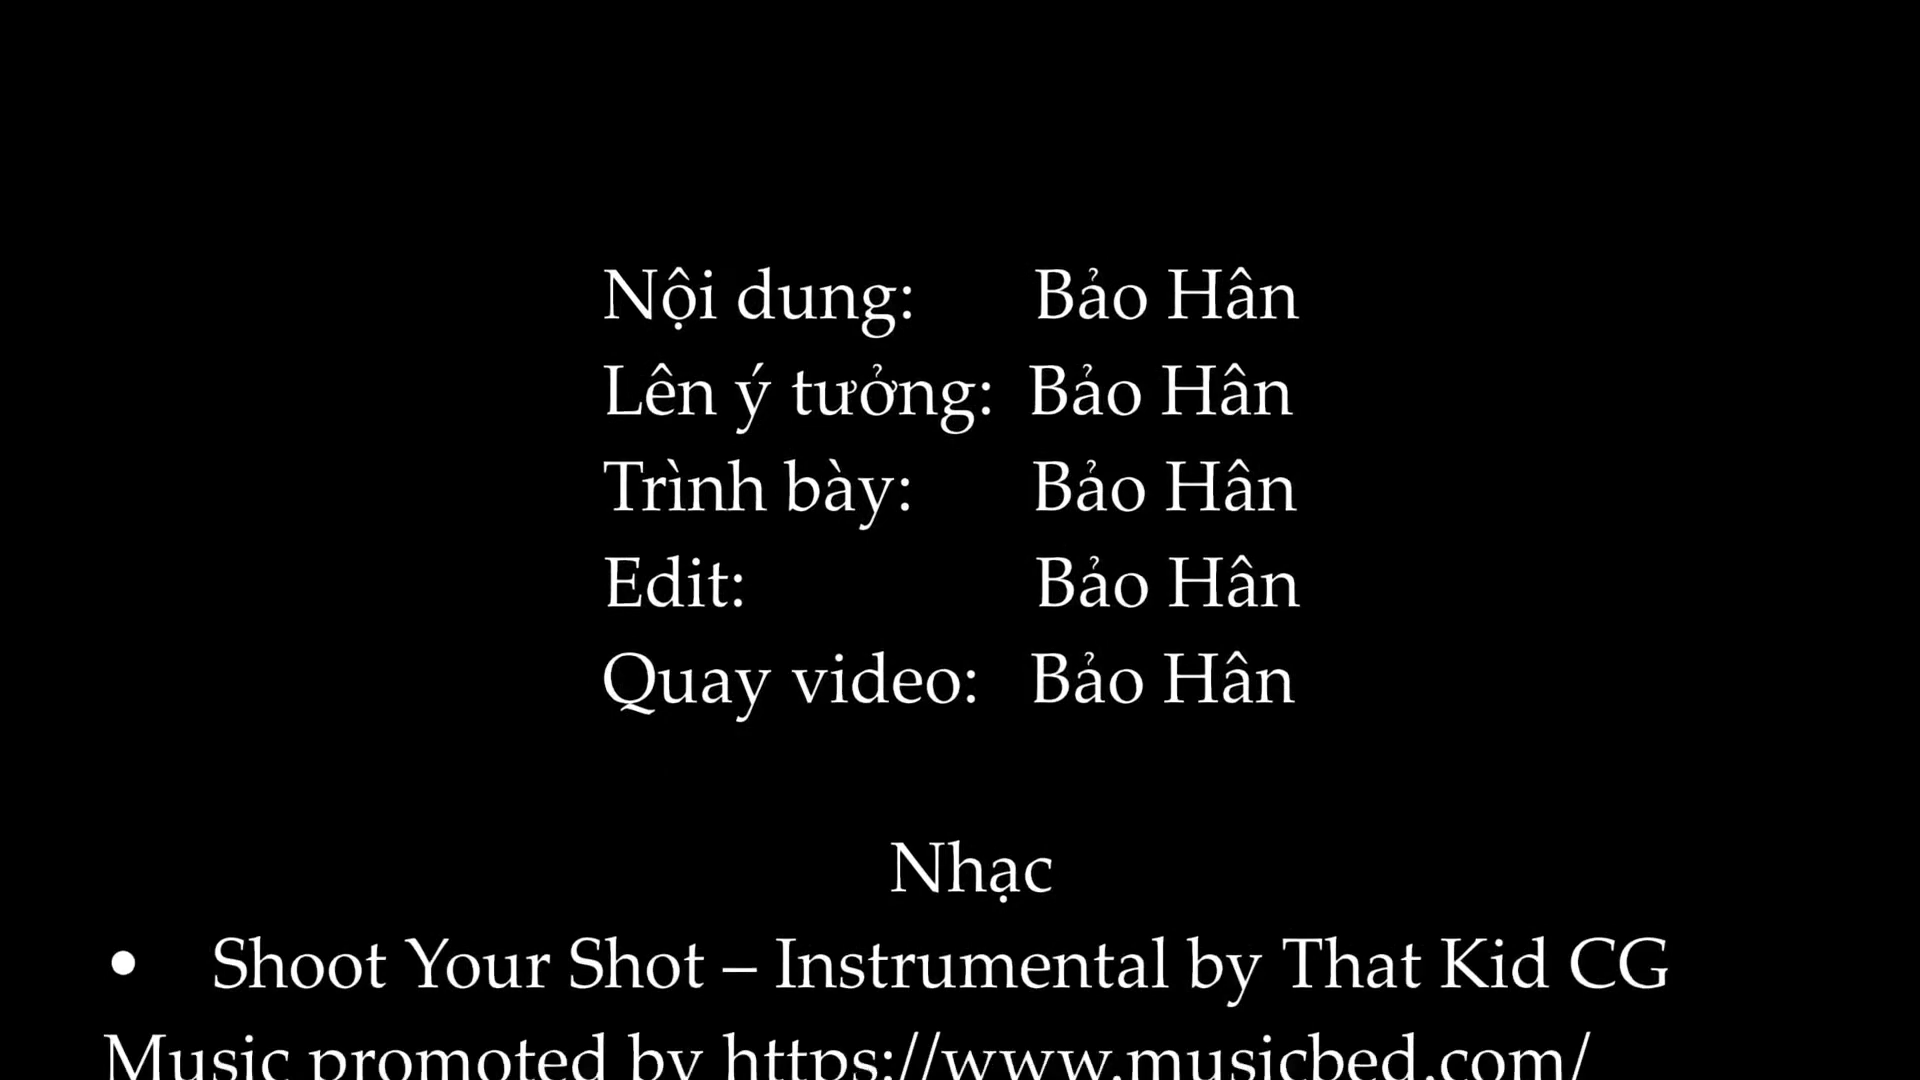 Nội dung: Bảo Hân
Lên ý tưởng: Bảo Hân
Trình bày: Bảo Hân
Edit: Bảo Hân
Quay video: Bảo Hân
Nhạc
• Shoot Your Shot – Instrumental by That Kid CG
Music promoted by https://www.musicbed.com/